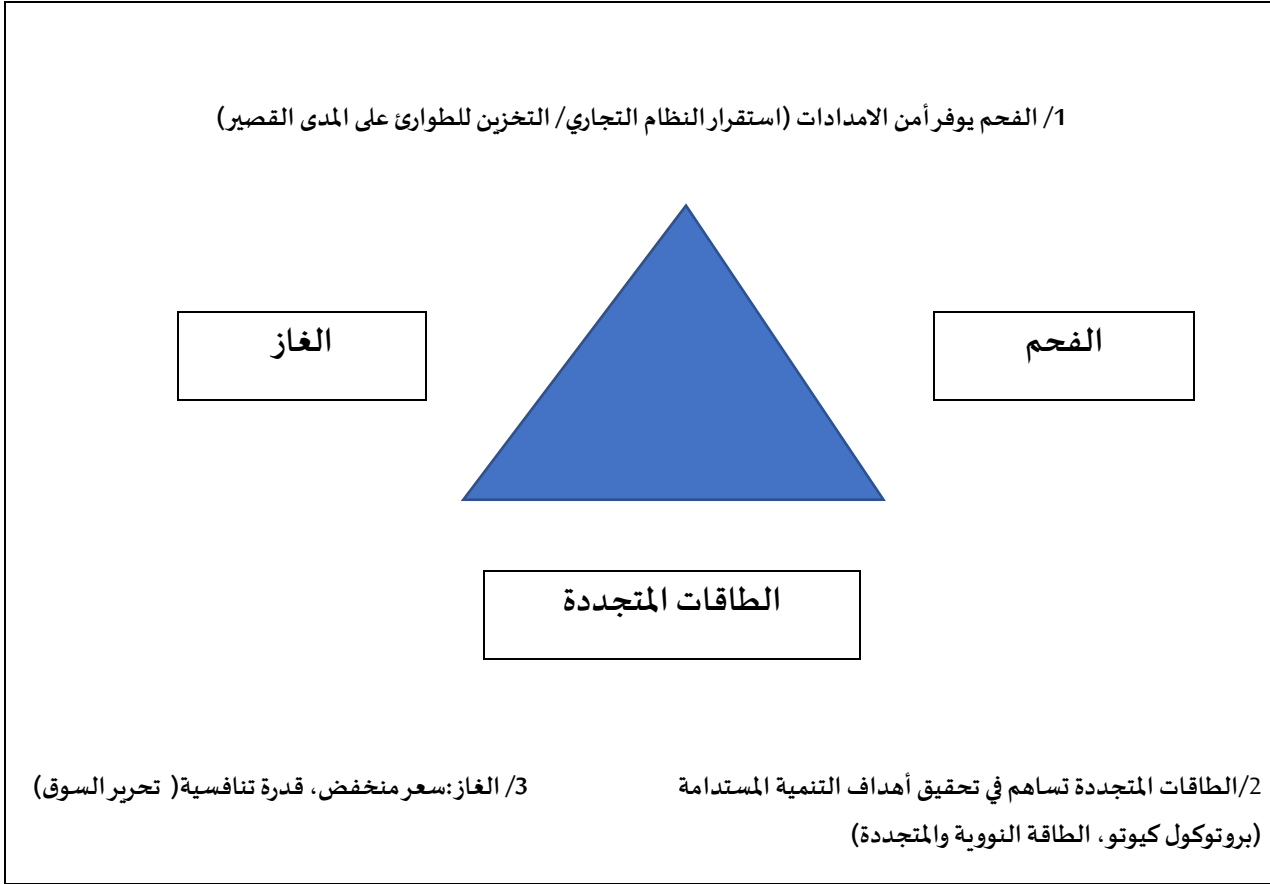 1/ الفحم يوفر أمن الامدادات (استقرار النظام التجاري/ التخزين للطوارئ على المدى القصير)
الفحم
الغاز
الطاقات المتجددة
2/الطاقات المتجددة تساهم في تحقيق أهداف التنمية المستدامة
(بروتوكول كيوتو، الطاقة النووية والمتجددة)
3/ الغاز:سعر منخفض، قدرة تنافسية( تحرير السوق)